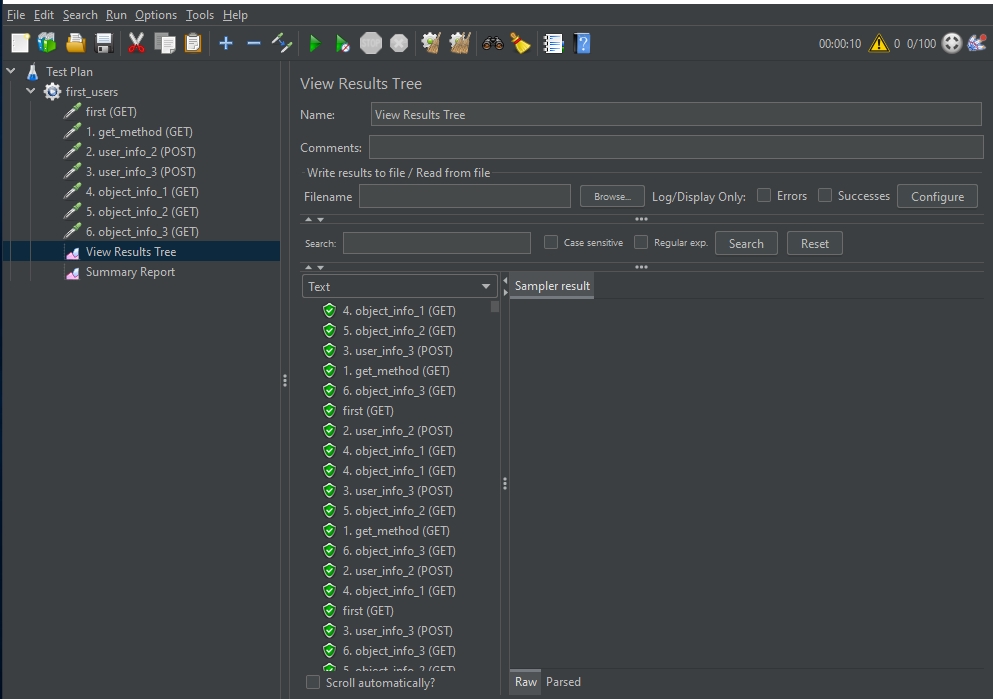 File Edit Search Run Options Tools Help
STOP 00:00:10 0 0/100
Test Plan
first_users
first (GET)
1. get_method (GET)
2. user_info_2 (POST)
3. user_info_3 (POST)
4. object_info_1 (GET)
5. object_info_2 (GET)
6. object_info_3 (GET)
View Results Tree
Summary Report
View Results Tree
Name: View Results Tree
Comments:
Write results to file / Read from file
Filename Browse... Log/Display Only: Errors Successes Configure
Search: Case sensitive Regular exp. Search Reset
Text
Sampler result
4. object_info_1 (GET)
5. object_info_2 (GET)
3. user_info_3 (POST)
1. get_method (GET)
6. object_info_3 (GET)
first (GET)
2. user_info_2 (POST)
4. object_info_1 (GET)
4. object_info_1 (GET)
3. user_info_3 (POST)
5. object_info_2 (GET)
1. get_method (GET)
6. object_info_3 (GET)
2. user_info_2 (POST)
4. object_info_1 (GET)
first (GET)
3. user_info_3 (POST)
6. object_info_3 (GET)
5. object_info_2 (GET)
Scroll automatically?
Raw Parsed